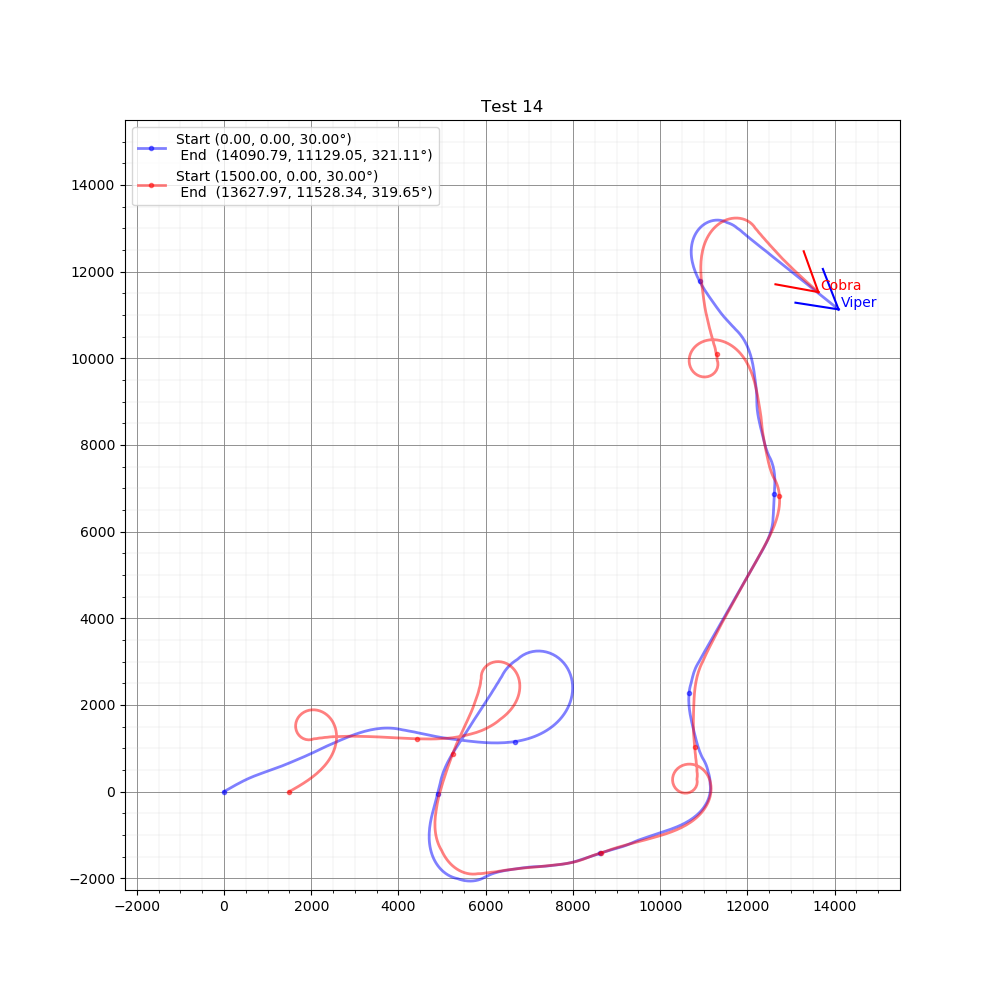 Test 14
Start (0.00, 0.00, 30.00°)
End  (14090.79, 11129.05, 321.11°)
Start (1500.00, 0.00, 30.00°)
End  (13627.97, 11528.34, 319.65°)
14000
12000
10000
8000
6000
4000
2000
0
−2000
Cobra
Viper
−2000 0 2000 4000 6000 8000 10000 12000 14000